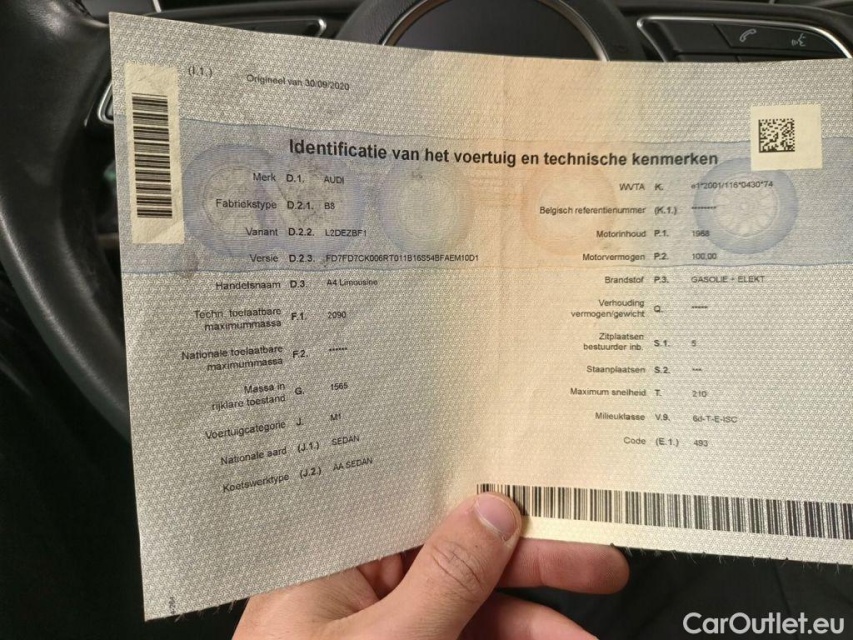 (I.1.) Origineel van 30/09/2020
Identificatie van het voertuig en technische kenmerken
Merk D.1. AUDI
Fabriekstype D.2.1. B8
Variant D.2.2. L2DEZBF1
Versie D.2.3. FD7FD7CK006RT011B16S54BFAEM10D1
Handelsnaam D.3. A4 Limousine
Techn. toelaatbare
maximummassa F.1. 2090
Nationale toelaatbare
maximummassa F.2. ******
Massa in
rijklare toestand G. 1565
Voertuigcategorie J. M1
Nationale aard (J.1.) SEDAN
Koetswerktype (J.2.) AA SEDAN
WVTA K. e1*2001/116*0430*74
Belgisch referentienummer (K.1.) ********
Motorinhoud P.1. 1968
Motorvermogen P.2. 100.00
Brandstof P.3. GASOLIE - ELEKT
Verhouding
vermogen/gewicht Q. *****
Zitplaatsen
bestuurder inb. S.1. 5
Staanplaatsen S.2. ***
Maximum snelheid T. 210
Milieuklasse V.9. 6d-T-E-ISC
Code (E.1.) 493
CarOutlet.eu